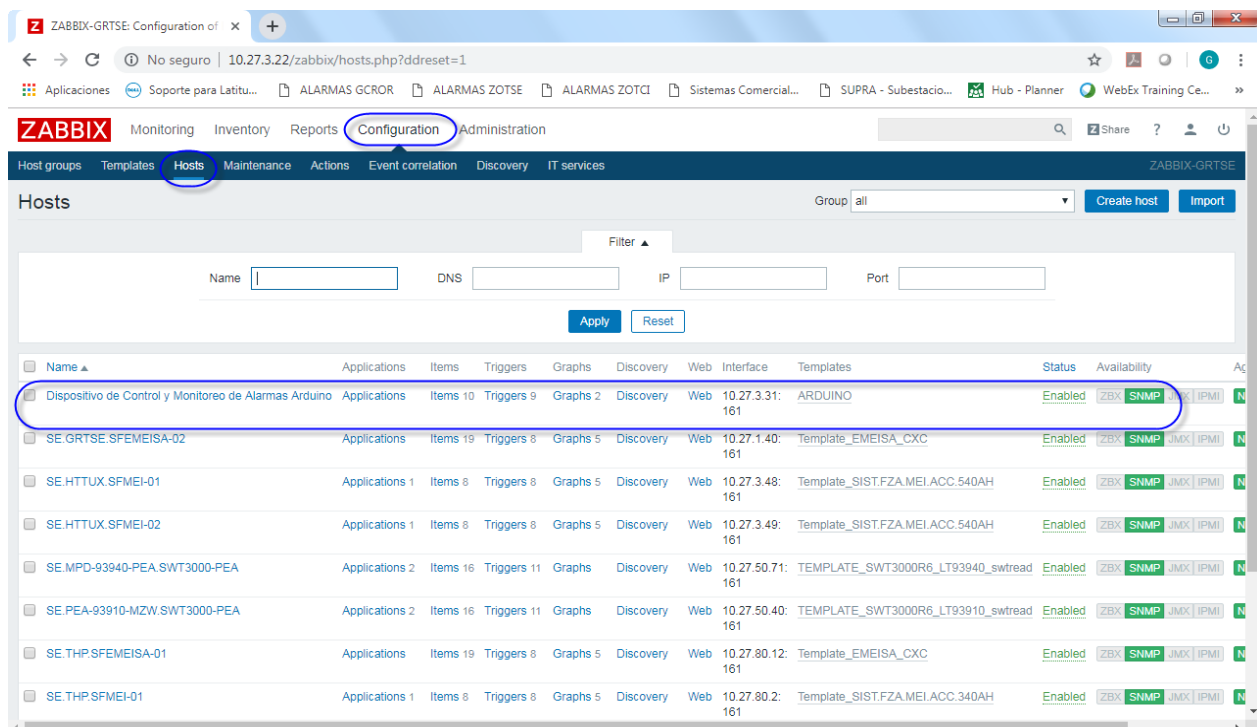 ZABBIX-GRTSE: Configuration of
No seguro | 10.27.3.22/zabbix/hosts.php?ddreset=1
G
Aplicaciones Soporte para Latitu... ALARMAS GCROR ALARMAS ZOTSE ALARMAS ZOTCI Sistemas Comercial... SUPRA - Subestacio... Hub - Planner WebEx Training Ce... »
ZABBIX Monitoring Inventory Reports Configuration Administration Z Share ?
Host groups Templates Hosts Maintenance Actions Event correlation Discovery IT services ZABBIX-GRTSE
Hosts Group all Create host Import
Filter ▲
Name DNS IP Port
Apply Reset
Name ▲ Applications Items Triggers Graphs Discovery Web Interface Templates Status Availability Ag
Dispositivo de Control y Monitoreo de Alarmas Arduino Applications Items 10 Triggers 9 Graphs 2 Discovery Web 10.27.3.31: ARDUINO Enabled ZBX SNMP JMX IPMI N
161
SE.GRTSE.SFEMEISA-02 Applications Items 19 Triggers 8 Graphs 5 Discovery Web 10.27.1.40: Template_EMEISA_CXC Enabled ZBX SNMP JMX IPMI N
161
SE.HTTUX.SFMEI-01 Applications 1 Items 8 Triggers 8 Graphs 5 Discovery Web 10.27.3.48: Template_SIST.FZA.MEI.ACC.540AH Enabled ZBX SNMP JMX IPMI N
161
SE.HTTUX.SFMEI-02 Applications 1 Items 8 Triggers 8 Graphs 5 Discovery Web 10.27.3.49: Template_SIST.FZA.MEI.ACC.540AH Enabled ZBX SNMP JMX IPMI N
161
SE.MPD-93940-PEA.SWT3000-PEA Applications 2 Items 16 Triggers 11 Graphs Discovery Web 10.27.50.71: TEMPLATE_SWT3000R6_LT93940_swtread Enabled ZBX SNMP JMX IPMI N
161
SE.PEA-93910-MZW.SWT3000-PEA Applications 2 Items 16 Triggers 11 Graphs Discovery Web 10.27.50.40: TEMPLATE_SWT3000R6_LT93910_swtread Enabled ZBX SNMP JMX IPMI N
161
SE.THP.SFEMEISA-01 Applications Items 19 Triggers 8 Graphs 5 Discovery Web 10.27.80.12: Template_EMEISA_CXC Enabled ZBX SNMP JMX IPMI N
161
SE.THP.SFMEI-01 Applications 1 Items 8 Triggers 8 Graphs 5 Discovery Web 10.27.80.2: Template_SIST.FZA.MEI.ACC.340AH Enabled ZBX SNMP JMX IPMI N
161